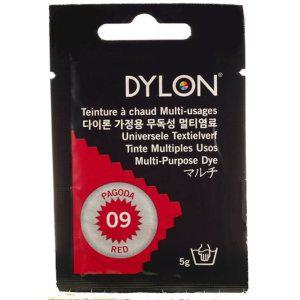 DYLON
Teinture à chaud Multi-usages
다이론 가정용 무독성 멀티염료
Universele Textielverf
Tinte Multiples Usos
Multi-Purpose Dye
マルチ
PAGODA
09
RED
5g